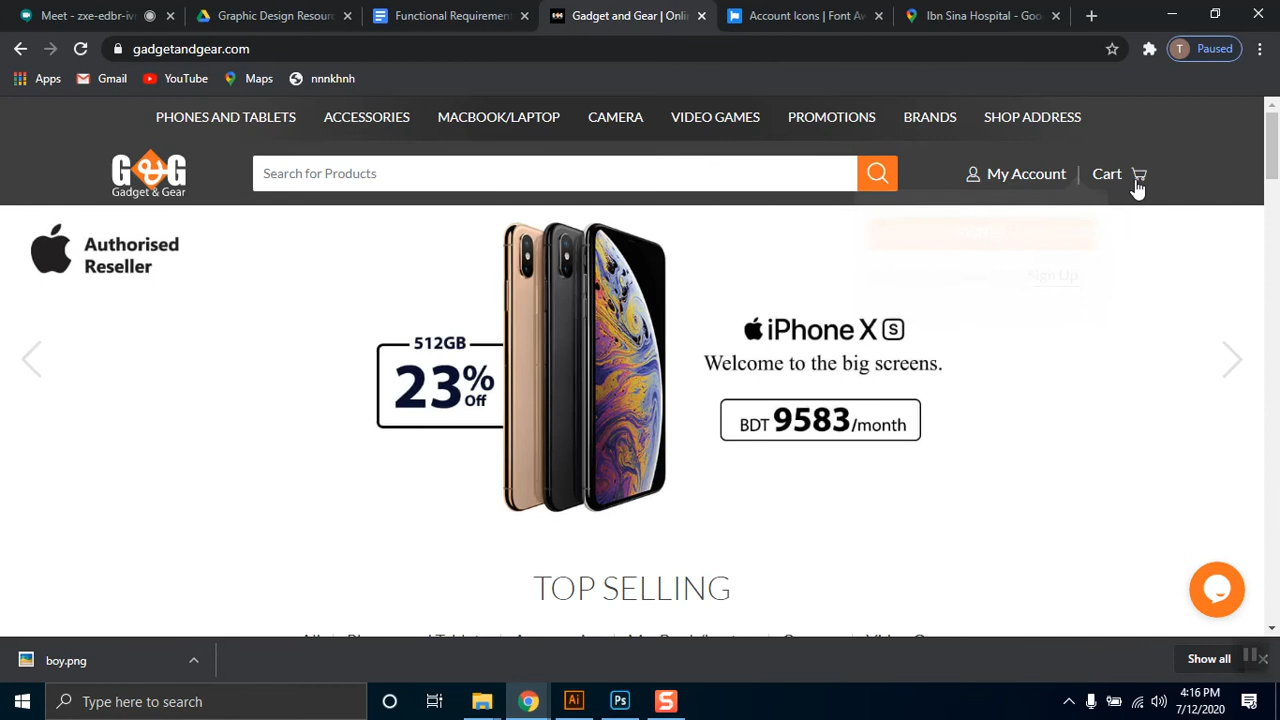 Meet - zxe-edbr-iv
Graphic Design Resour
Functional Requirement
Gadget and Gear | Onli
Account Icons | Font Aw
Ibn Sina Hospital - Goo
gadgetandgear.com
T Paused
Apps Gmail YouTube Maps nnnkhnh
PHONES AND TABLETS ACCESSORIES MACBOOK/LAPTOP CAMERA VIDEO GAMES PROMOTIONS BRANDS SHOP ADDRESS
G&G
Gadget & Gear
Search for Products
My Account | Cart
Sign Up
Authorised
Reseller
512GB
23%
Off
iPhone X S
Welcome to the big screens.
BDT 9583/month
TOP SELLING
boy.png
Show all
Type here to search
Ai
Ps
S
4:16 PM
7/12/2020